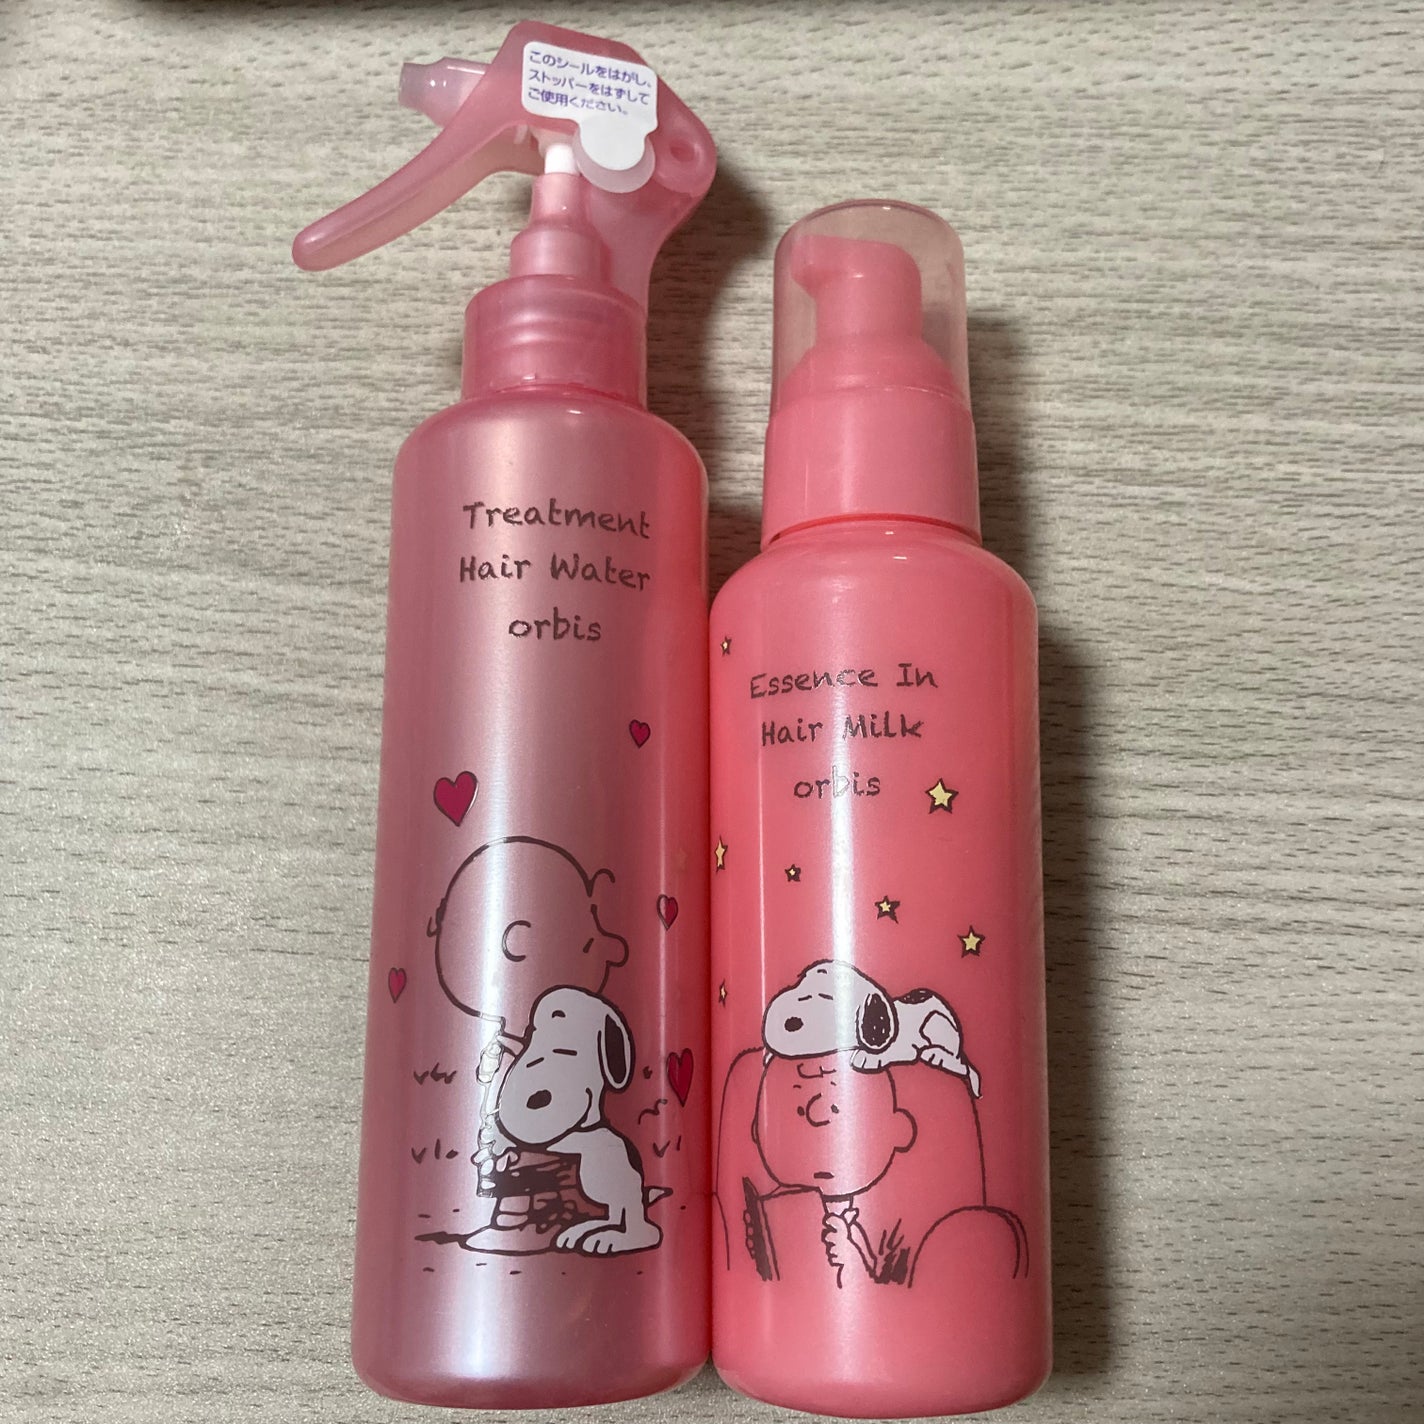 このシールをはがし、
ストッパーをはずして
ご使用ください。
Treatment
Hair Water
orbis
Essence In
Hair Milk
orbis